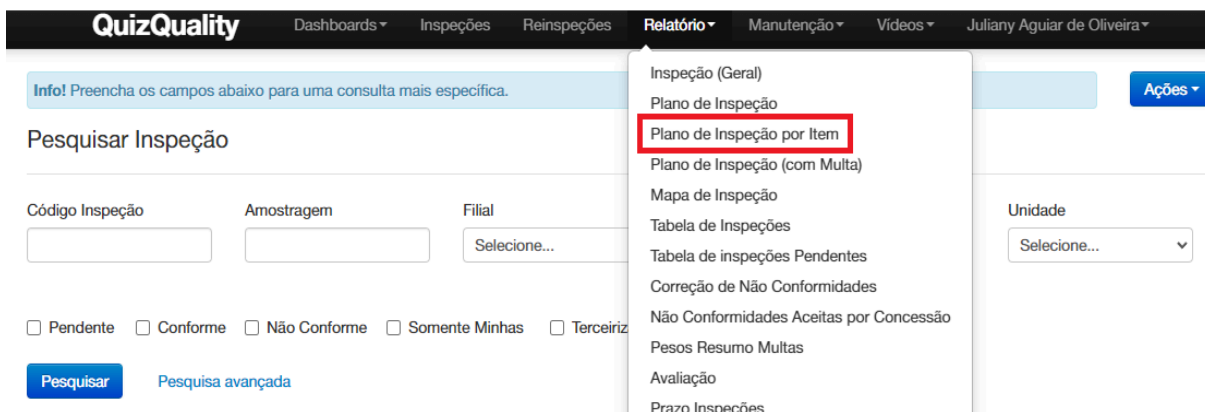 QuizQuality Dashboards Inspeções Reinspeções Relatório Manutenção Vídeos Juliany Aguiar de Oliveira
Info! Preencha os campos abaixo para uma consulta mais específica.
Ações
Pesquisar Inspeção
Código Inspeção Amostragem Filial Unidade
Selecione... Selecione...
Pendente Conforme Não Conforme Somente Minhas Terceiriz
Pesquisar Pesquisa avançada
Inspeção (Geral)
Plano de Inspeção
Plano de Inspeção por Item
Plano de Inspeção (com Multa)
Mapa de Inspeção
Tabela de Inspeções
Tabela de inspeções Pendentes
Correção de Não Conformidades
Não Conformidades Aceitas por Concessão
Pesos Resumo Multas
Avaliação
Prazo Inspeções